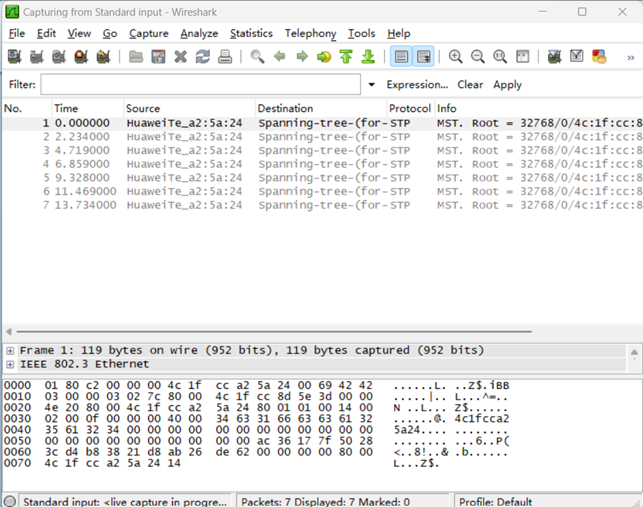 Capturing from Standard input - Wireshark
File Edit View Go Capture Analyze Statistics Telephony Tools Help
Filter: Expression... Clear Apply
No. Time Source Destination Protocol Info
1 0.000000 HuaweiTe_a2:5a:24 Spanning-tree-(for- STP MST. Root = 32768/0/4c:1f:cc:8
2 2.234000 HuaweiTe_a2:5a:24 Spanning-tree-(for- STP MST. Root = 32768/0/4c:1f:cc:8
3 4.719000 HuaweiTe_a2:5a:24 Spanning-tree-(for- STP MST. Root = 32768/0/4c:1f:cc:8
4 6.859000 HuaweiTe_a2:5a:24 Spanning-tree-(for- STP MST. Root = 32768/0/4c:1f:cc:8
5 9.328000 HuaweiTe_a2:5a:24 Spanning-tree-(for- STP MST. Root = 32768/0/4c:1f:cc:8
6 11.469000 HuaweiTe_a2:5a:24 Spanning-tree-(for- STP MST. Root = 32768/0/4c:1f:cc:8
7 13.734000 HuaweiTe_a2:5a:24 Spanning-tree-(for- STP MST. Root = 32768/0/4c:1f:cc:8
Frame 1: 119 bytes on wire (952 bits), 119 bytes captured (952 bits)
IEEE 802.3 Ethernet
0000 01 80 c2 00 00 00 4c 1f cc a2 5a 24 00 69 42 42 ......L. ..Z$.iBB
0010 03 00 00 03 02 7c 80 00 4c 1f cc 8d 5e 3d 00 00 .....|.. L...^=..
0020 4e 20 80 00 4c 1f cc a2 5a 24 80 01 01 00 14 00 N ..L... Z$......
0030 02 00 0f 00 00 00 40 00 34 63 31 66 63 63 61 32 ......@. 4c1fcca2
0040 35 61 32 34 00 00 00 00 00 00 00 00 00 00 00 00 5a24.... ........
0050 00 00 00 00 00 00 00 00 00 ac 36 17 7f 50 28 ........ ..6..P(
0060 3c d4 b8 38 21 d8 ab 26 de 62 00 00 00 00 80 00 <..8!..& .b......
0070 4c 1f cc a2 5a 24 14 L...Z$.
Standard input: <live capture in progre... Packets: 7 Displayed: 7 Marked: 0 Profile: Default